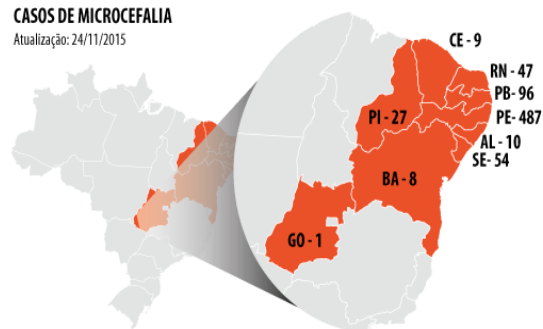 CASOS DE MICROCEFALIA
Atualização: 24/11/2015
CE - 9
RN - 47
PB- 96
PI - 27
PE- 487
AL - 10
SE- 54
BA - 8
GO - 1